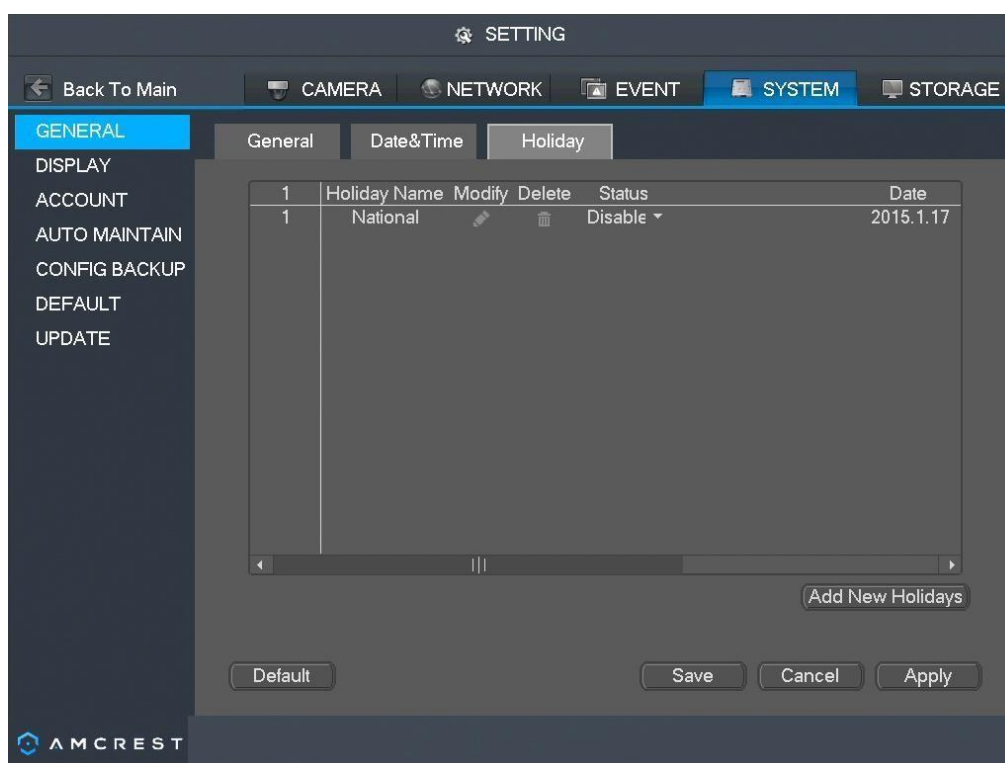 SETTING
Back To Main CAMERA NETWORK EVENT SYSTEM STORAGE
GENERAL
DISPLAY
ACCOUNT
AUTO MAINTAIN
CONFIG BACKUP
DEFAULT
UPDATE
General Date&Time Holiday
1 Holiday Name Modify Delete Status Date
1 National Disable 2015.1.17
Add New Holidays
Default Save Cancel Apply
AMCREST